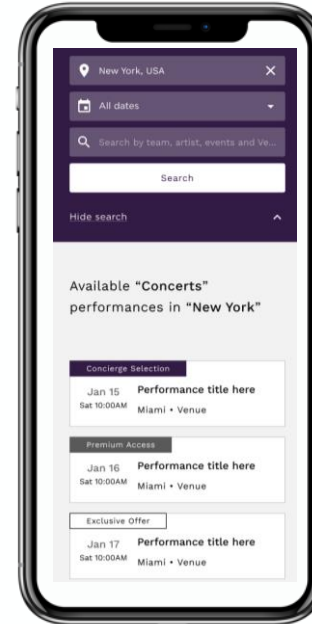 New York, USA
All dates
Search by team, artist, events and Ve...
Search
Hide search
Available “Concerts”
performances in “New York”
Concierge Selection
Jan 15 Performance title here
Sat 10:00AM Miami • Venue
Premium Access
Jan 16 Performance title here
Sat 10:00AM Miami • Venue
Exclusive Offer
Jan 17 Performance title here
Sat 10:00AM Miami • Venue